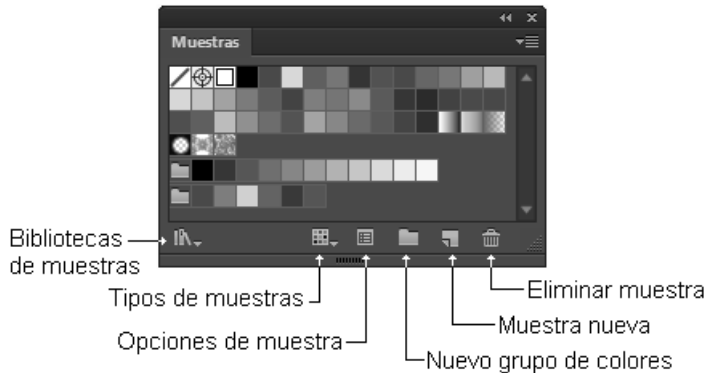 Muestras
Bibliotecas
de muestras
Tipos de muestras
Opciones de muestra
Eliminar muestra
Muestra nueva
Nuevo grupo de colores